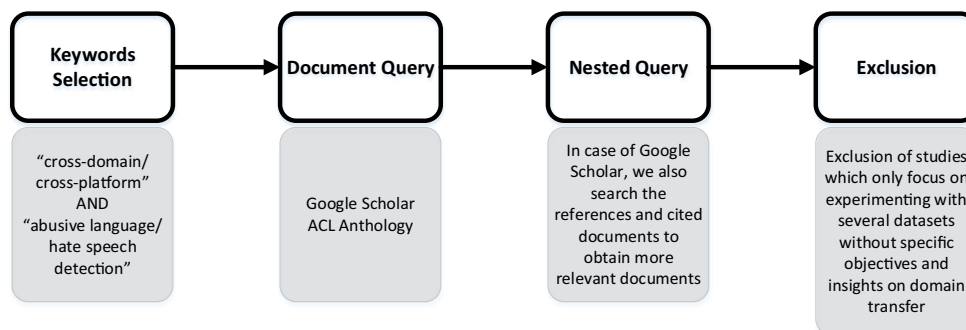 Keywords
Selection
Document Query
Nested Query
Exclusion
“cross-domain/
cross-platform”
AND
“abusive language/
hate speech
detection”
Google Scholar
ACL Anthology
In case of Google
Scholar, we also
search the
references and cited
documents to
obtain more
relevant documents
Exclusion of studies
which only focus on
experimenting with
several datasets
without specific
objectives and
insights on domain
transfer